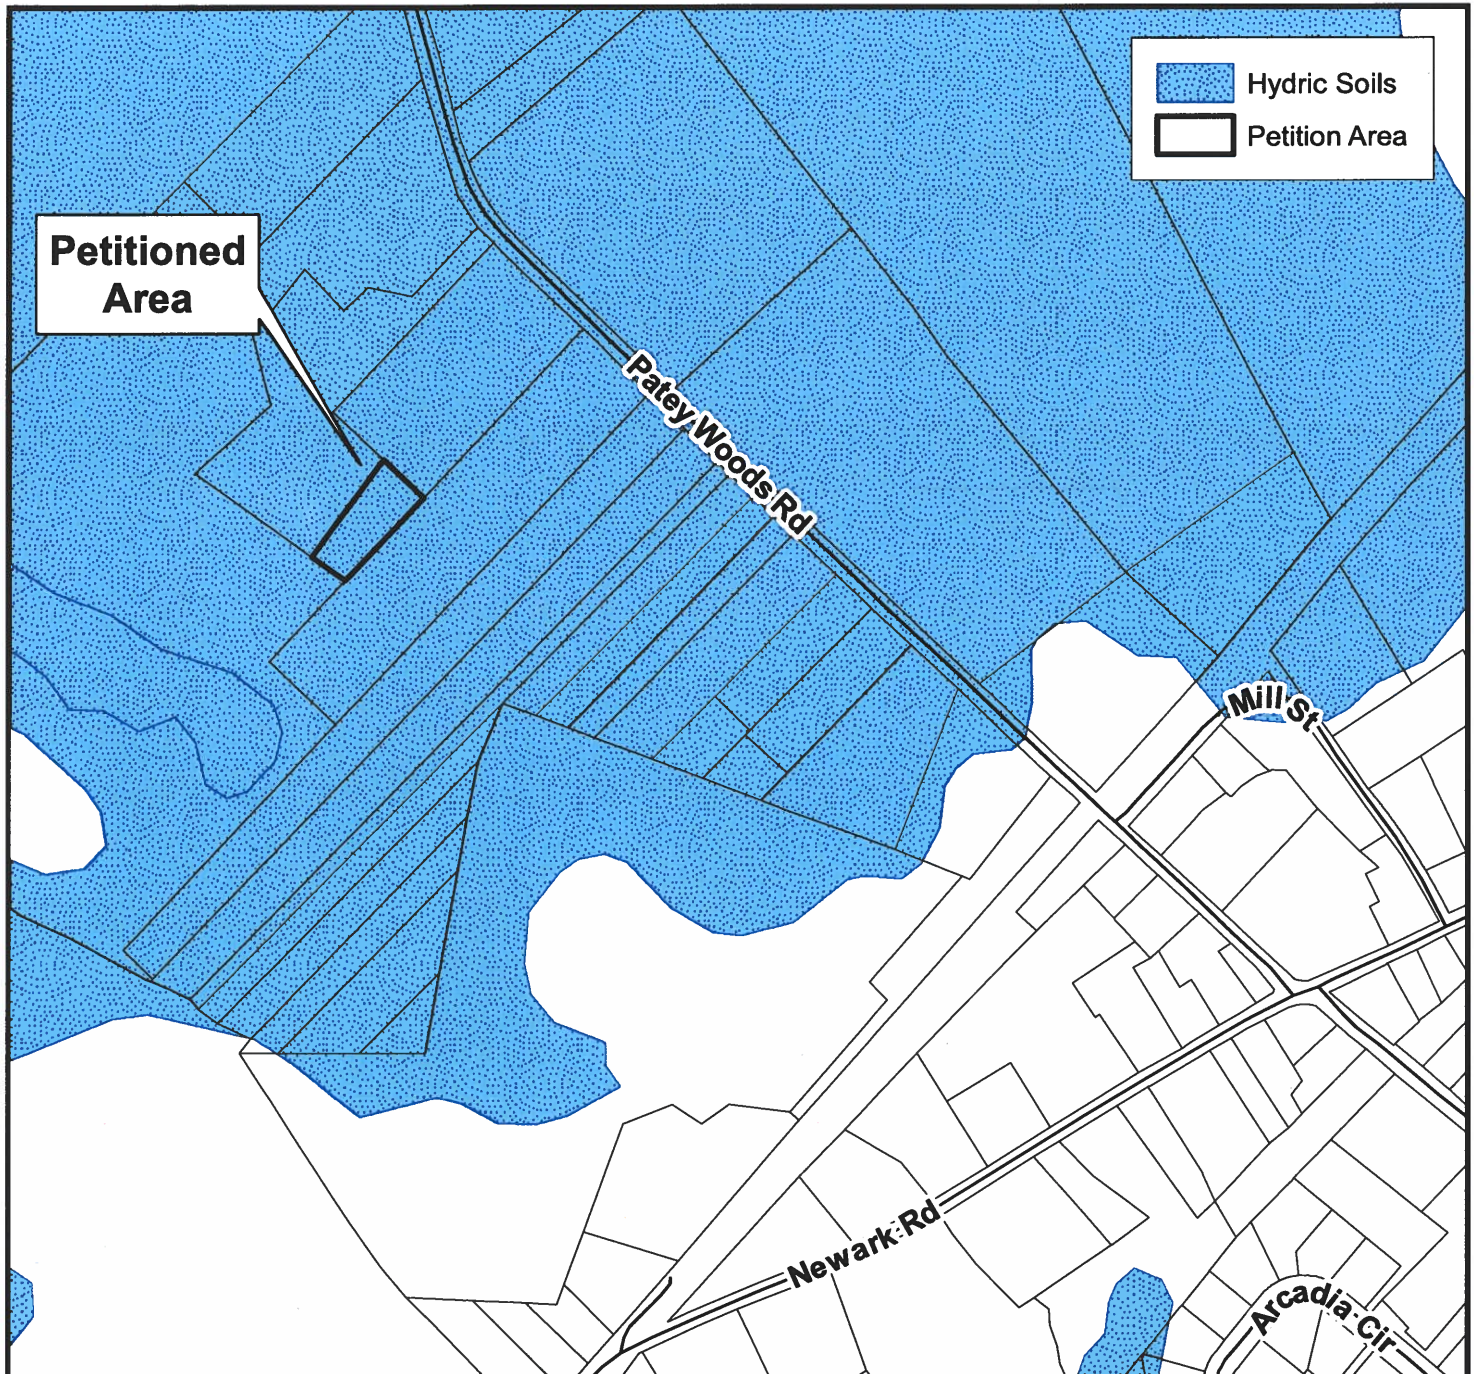 Hydric Soils
Petition Area
Petitioned
Area
Patey Woods Rd
Mill St
Newark Rd
Arcadia Cir